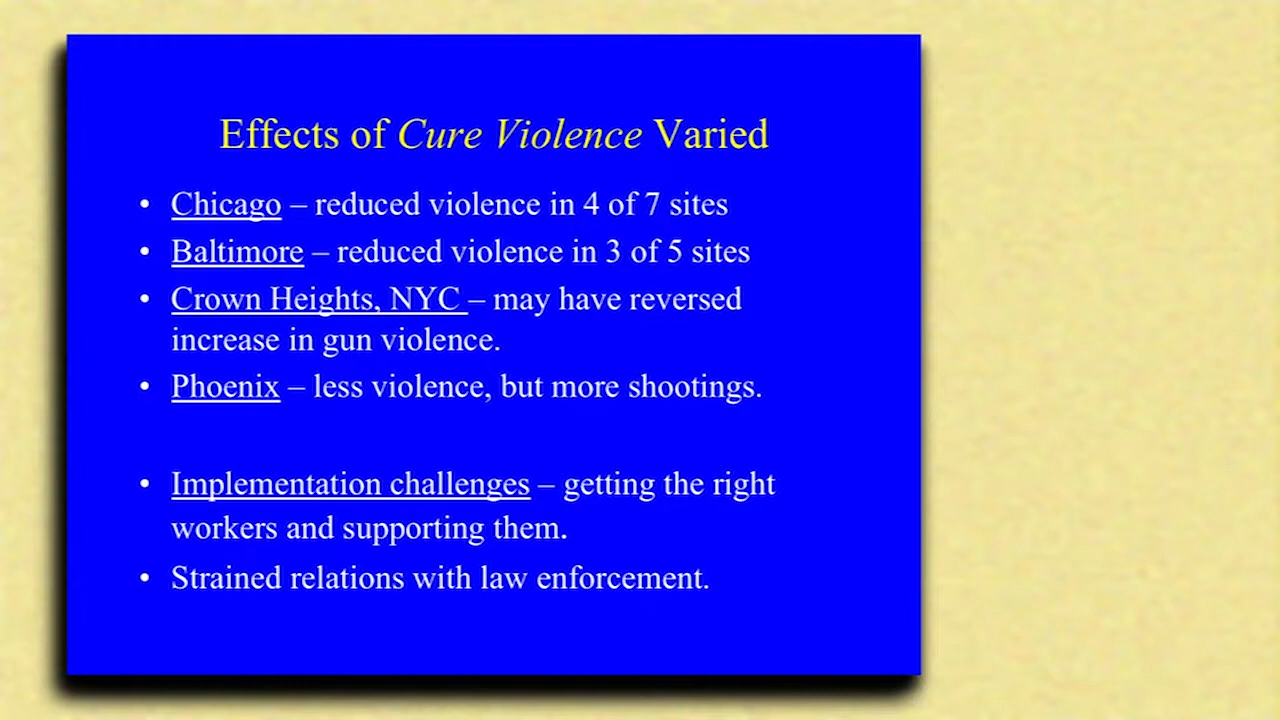 Effects of Cure Violence Varied
• Chicago – reduced violence in 4 of 7 sites
• Baltimore – reduced violence in 3 of 5 sites
• Crown Heights, NYC – may have reversed
increase in gun violence.
• Phoenix – less violence, but more shootings.
• Implementation challenges – getting the right
workers and supporting them.
• Strained relations with law enforcement.